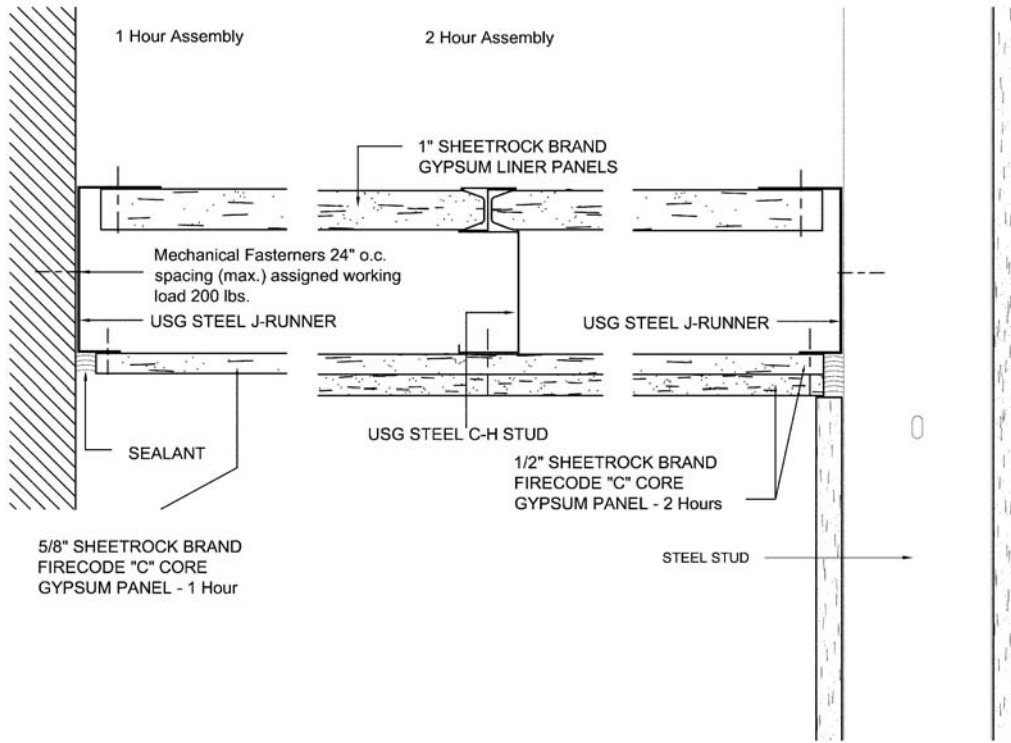 1 Hour Assembly
2 Hour Assembly
1" SHEETROCK BRAND
GYPSUM LINER PANELS
Mechanical Fasterners 24" o.c.
spacing (max.) assigned working
load 200 lbs.
USG STEEL J-RUNNER
USG STEEL J-RUNNER
USG STEEL C-H STUD
SEALANT
1/2" SHEETROCK BRAND
FIRECODE "C" CORE
GYPSUM PANEL - 2 Hours
5/8" SHEETROCK BRAND
FIRECODE "C" CORE
GYPSUM PANEL - 1 Hour
STEEL STUD